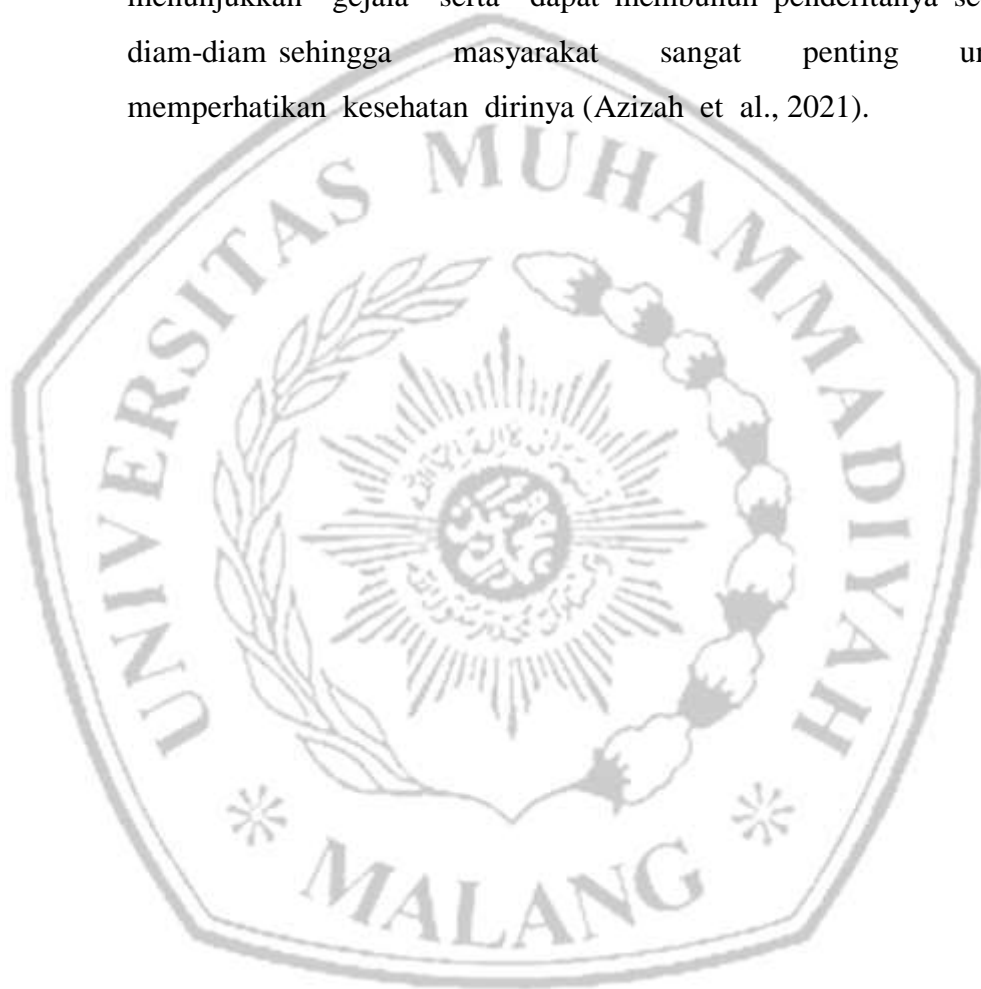 menunjukkan gejala serta dapat membunuh penderitanya
diam-diam sehingga masyarakat sangat penting
memperhatikan kesehatan dirinya (Azizah et al., 2021).
UNIVERSITAS MUHAMMADIYAH
MALANG